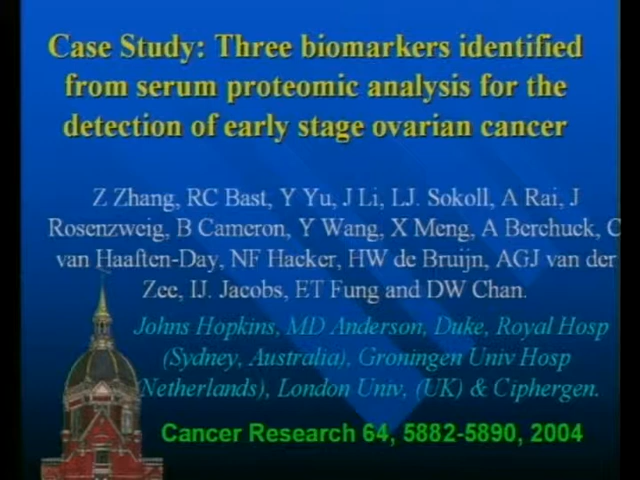 Case Study: Three biomarkers identified
from serum proteomic analysis for the
detection of early stage ovarian cancer
Z Zhang, RC Bast, Y Yu, J Li, LJ. Sokoll, A Rai, J
Rosenzweig, B Cameron, Y Wang, X Meng, A Berchuck, C
van Haaften-Day, NF Hacker, HW de Bruijn, AGJ van der
Zee, IJ. Jacobs, ET Fung and DW Chan.
Johns Hopkins, MD Anderson, Duke, Royal Hosp
(Sydney, Australia), Groningen Univ Hosp
(Netherlands), London Univ, (UK) & Ciphergen.
Cancer Research 64, 5882-5890, 2004